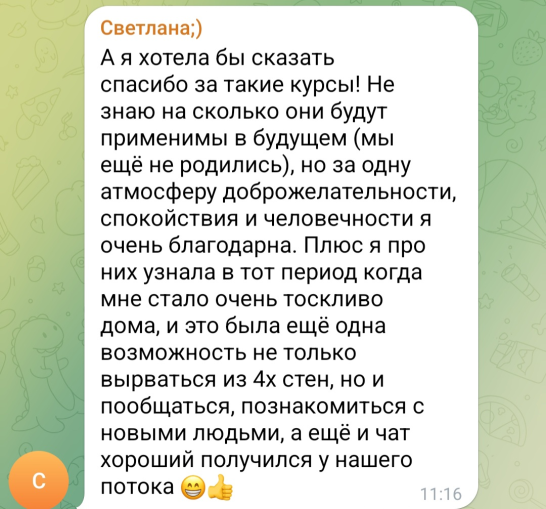 Светлана;)
А я хотела бы сказать
спасибо за такие курсы! Не
знаю на сколько они будут
применимы в будущем (мы
ещё не родились), но за одну
атмосферу доброжелательности,
спокойствия и человечности я
очень благодарна. Плюс я про
них узнала в тот период когда
мне стало очень тоскливо
дома, и это была ещё одна
возможность не только
вырваться из 4х стен, но и
пообщаться, познакомиться с
новыми людьми, а ещё и чат
хороший получился у нашего
потока 😁👍
С
11:16